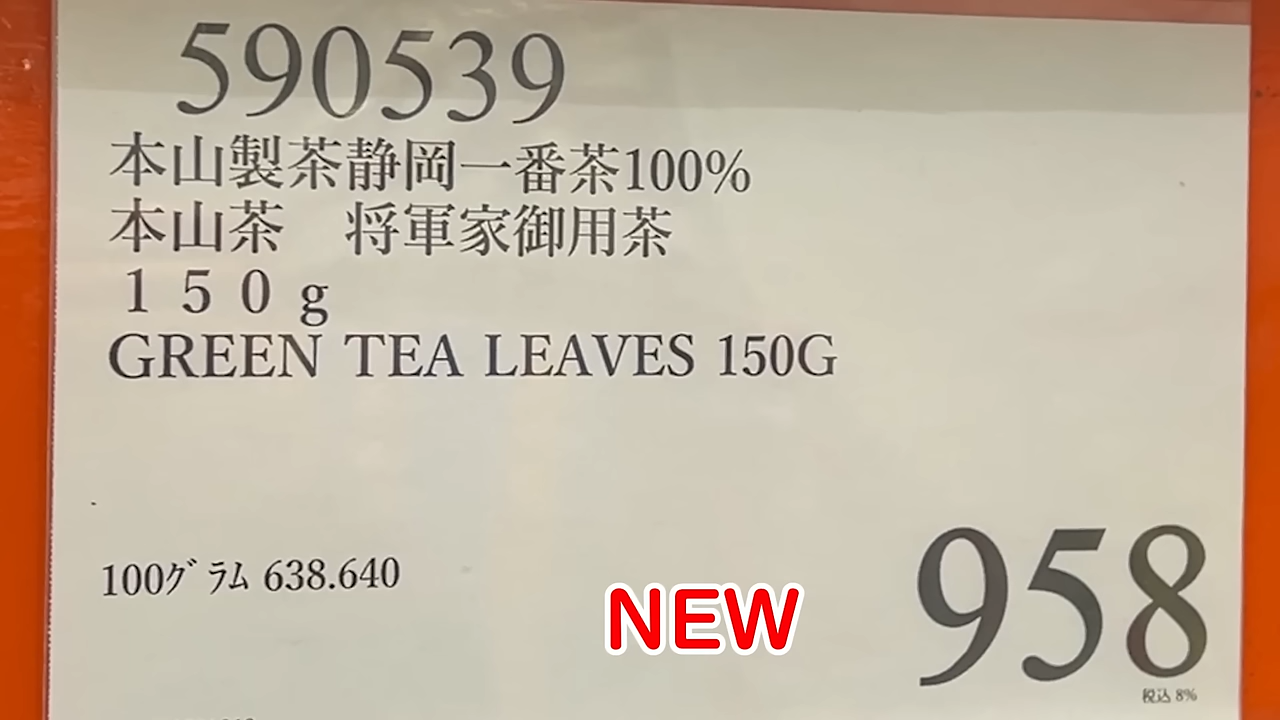 590539
本山製茶静岡一番茶100%
本山茶　将軍家御用茶
１５０ｇ
GREEN TEA LEAVES 150G
100ｸﾞﾗﾑ 638.640
NEW
958
税込 8%